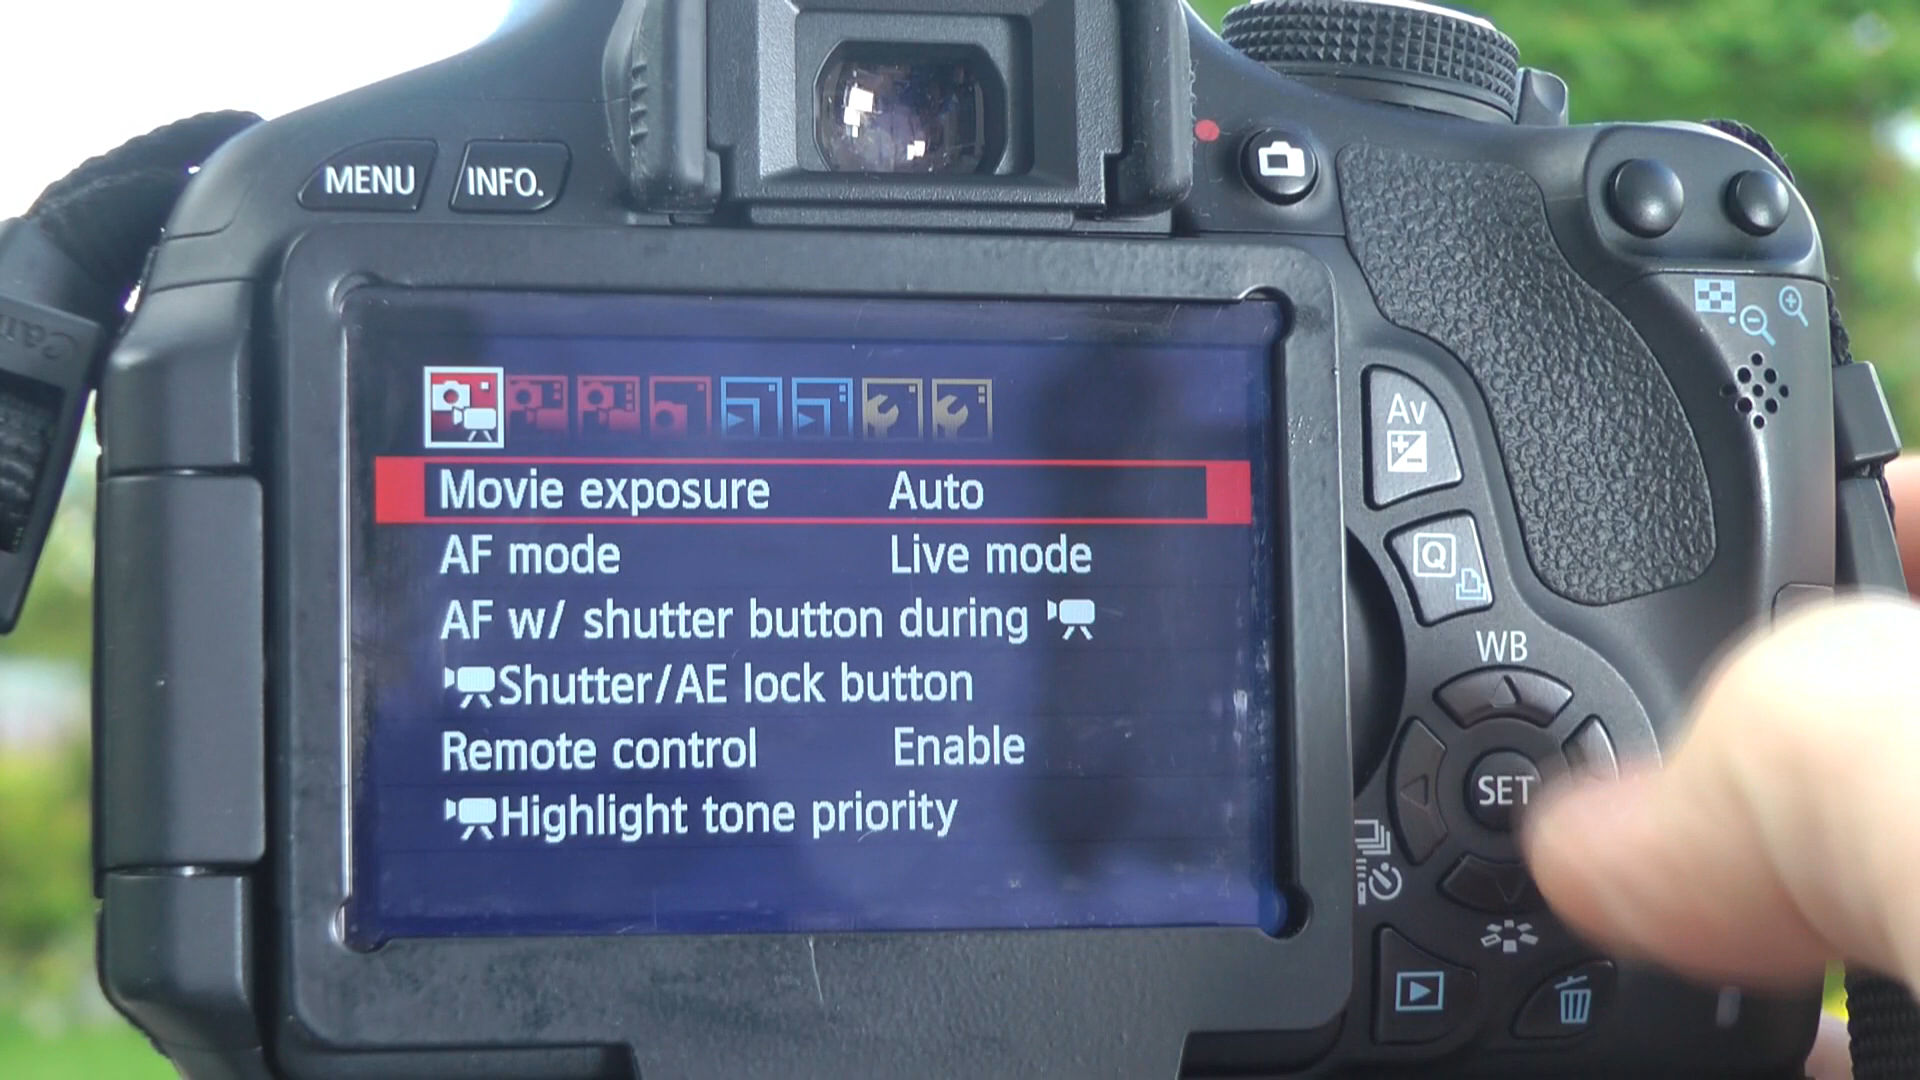 MENU INFO.
Movie exposure Auto
AF mode Live mode
AF w/ shutter button during
Shutter/AE lock button
Remote control Enable
Highlight tone priority
Av
Q
WB
SET